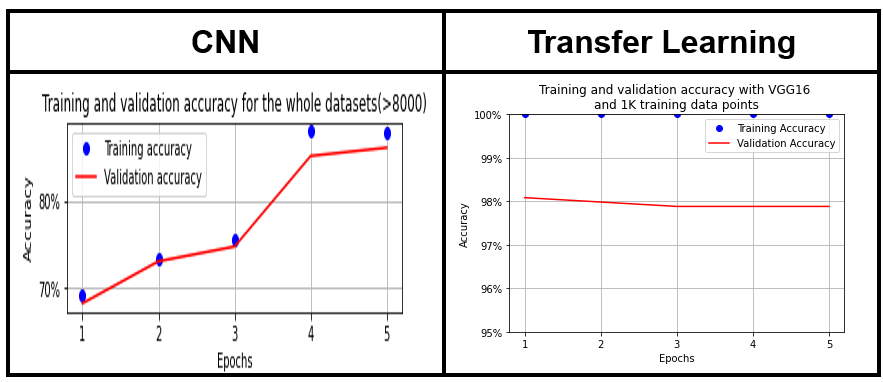 CNN
Transfer Learning
Training and validation accuracy for the whole datasets(>8000)
Training accuracy
Validation accuracy
80%
70%
Accuracy
1 2 3 4 5
Epochs
Training and validation accuracy with VGG16
and 1K training data points
Training Accuracy
Validation Accuracy
100%
99%
98%
97%
96%
95%
Accuracy
1 2 3 4 5
Epochs